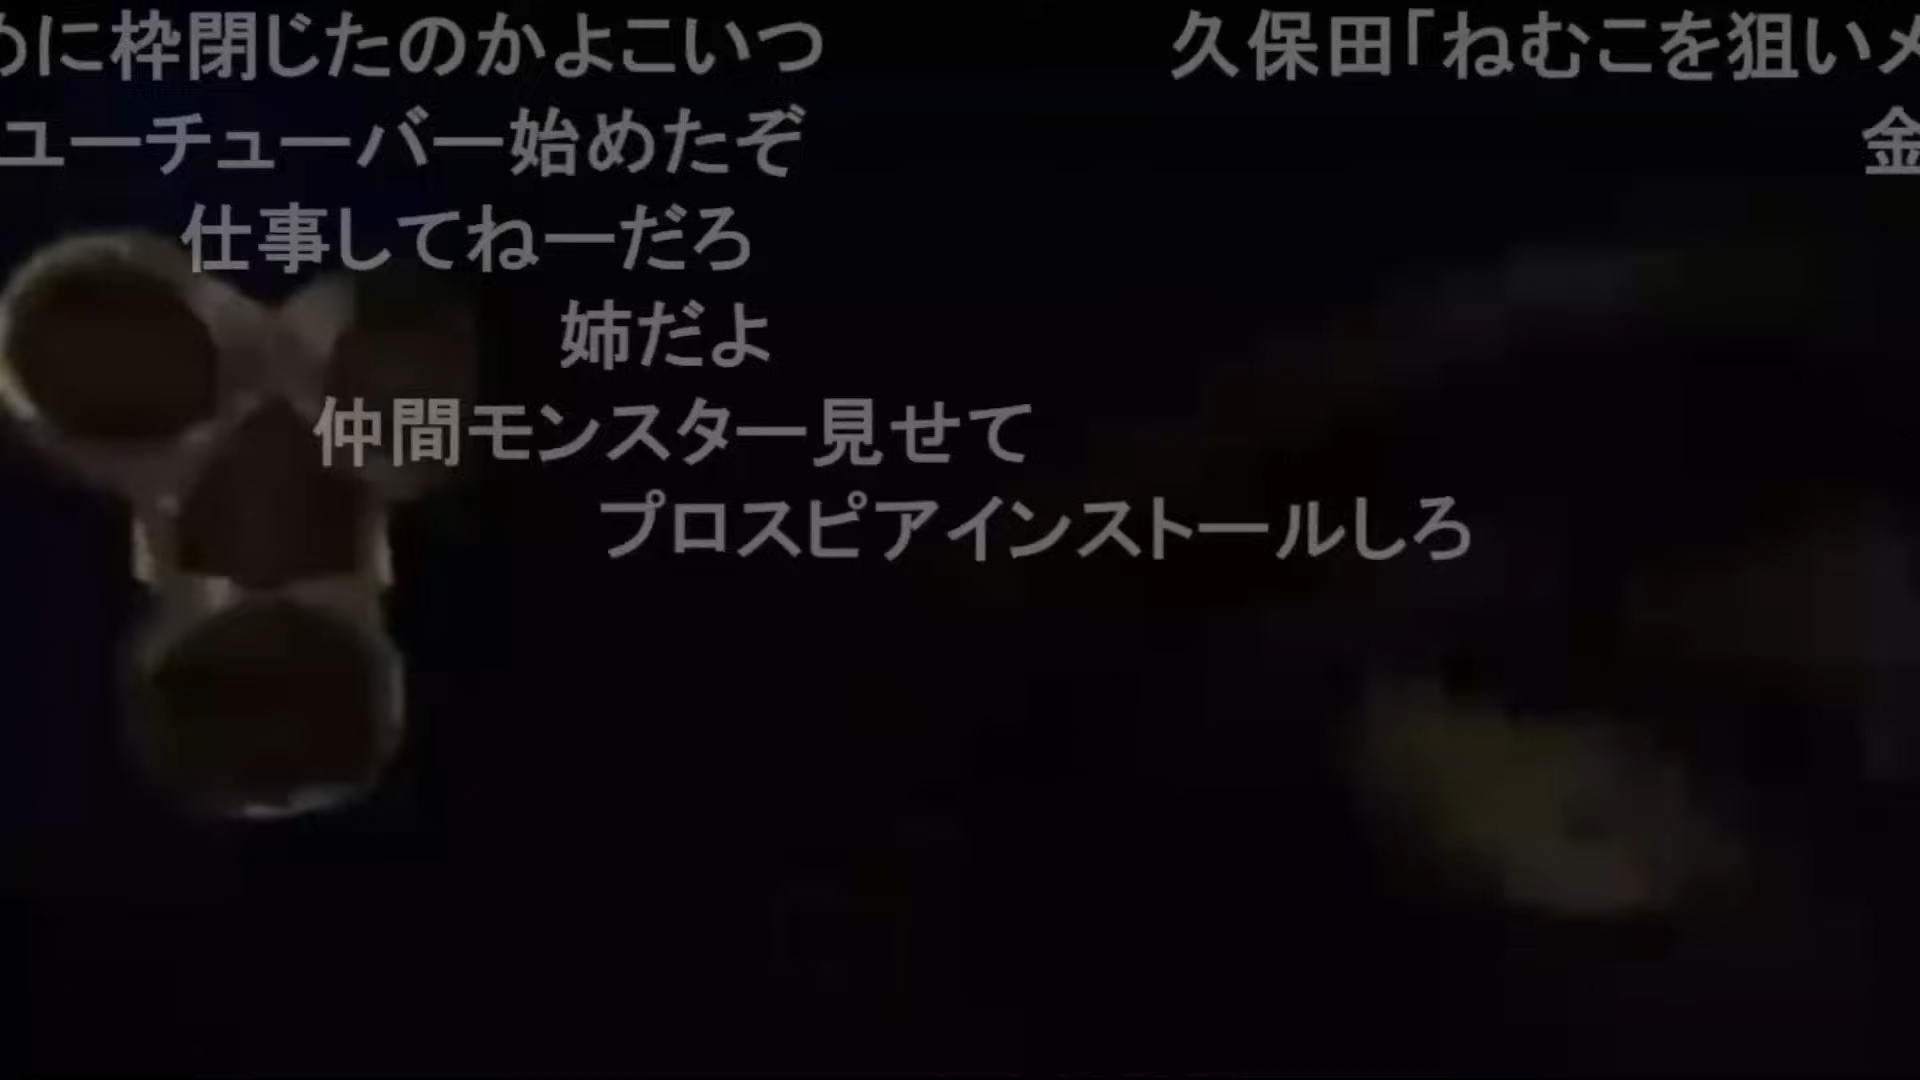 めに枠閉じたのかよこいつ
久保田「ねむこを狙いメ
ユーチューバー始めたぞ
金
仕事してねーだろ
姉だよ
仲間モンスター見せて
プロスピアインストールしろ